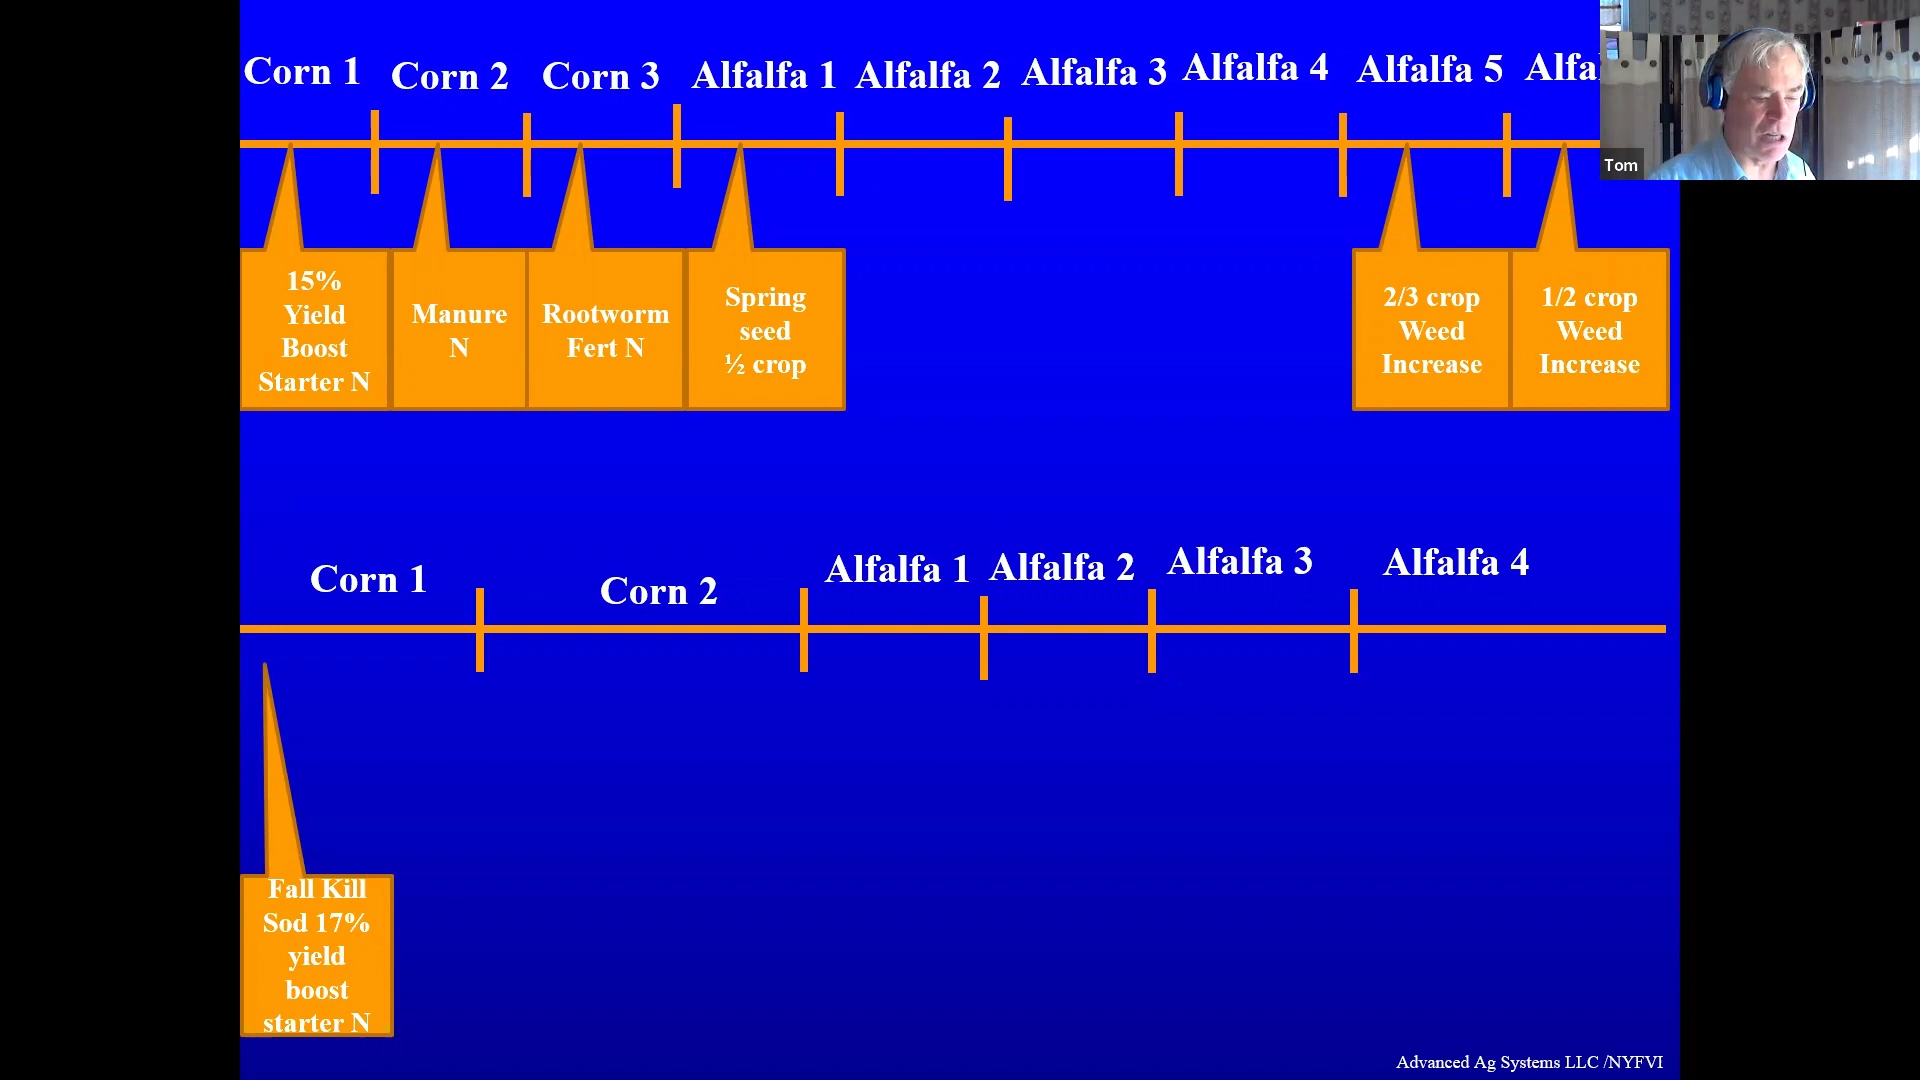 Corn 1 Corn 2 Corn 3 Alfalfa 1 Alfalfa 2 Alfalfa 3 Alfalfa 4 Alfalfa 5
Tom
15%
Yield
Boost
Starter N
Manure
N
Rootworm
Fert N
Spring
seed
½ crop
2/3 crop
Weed
Increase
1/2 crop
Weed
Increase
Corn 1 Corn 2 Alfalfa 1 Alfalfa 2 Alfalfa 3 Alfalfa 4
Fall Kill
Sod 17%
yield
boost
starter N
Advanced Ag Systems LLC /NYFVI